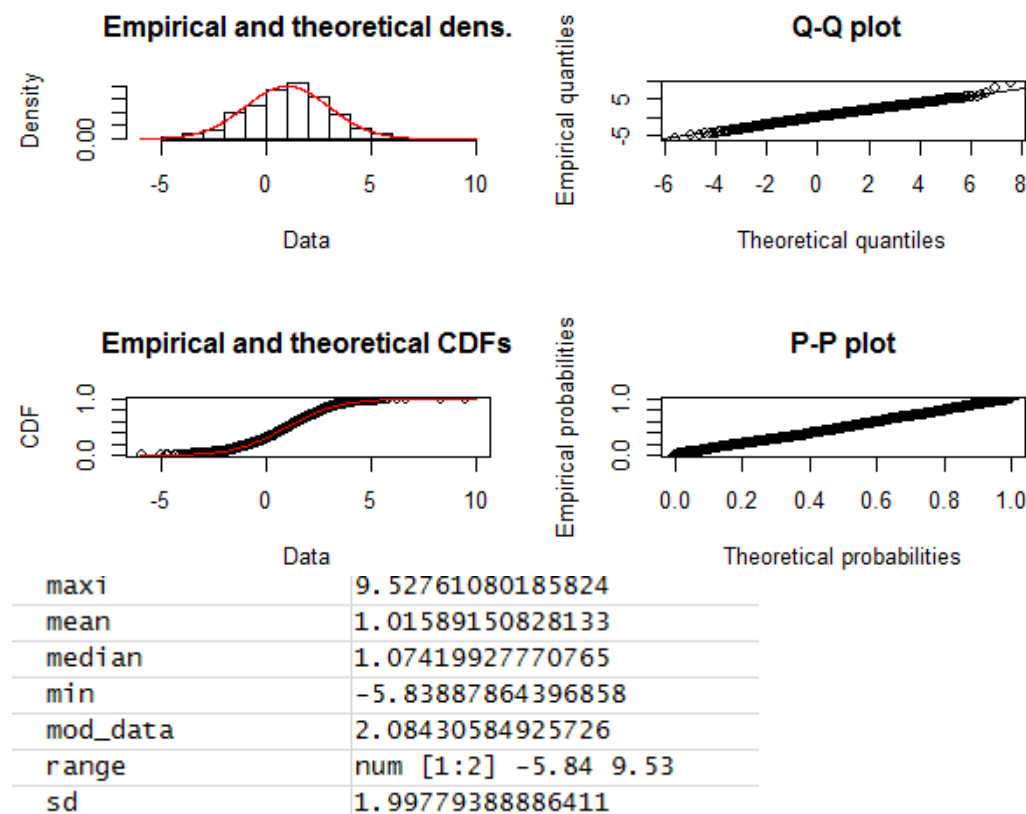 Empirical and theoretical dens.
Density
0.00
-5 0 5 10
Data
Q-Q plot
Empirical quantiles
5
-5
-6 -4 -2 0 2 4 6 8
Theoretical quantiles
Empirical and theoretical CDFs
CDF
1.0
0.0
-5 0 5 10
Data
P-P plot
Empirical probabilities
1.0
0.0
0.0 0.2 0.4 0.6 0.8 1.0
Theoretical probabilities
maxi 9.52761080185824
mean 1.01589150828133
median 1.07419927770765
min -5.83887864396858
mod_data 2.08430584925726
range num [1:2] -5.84 9.53
sd 1.99779388886411